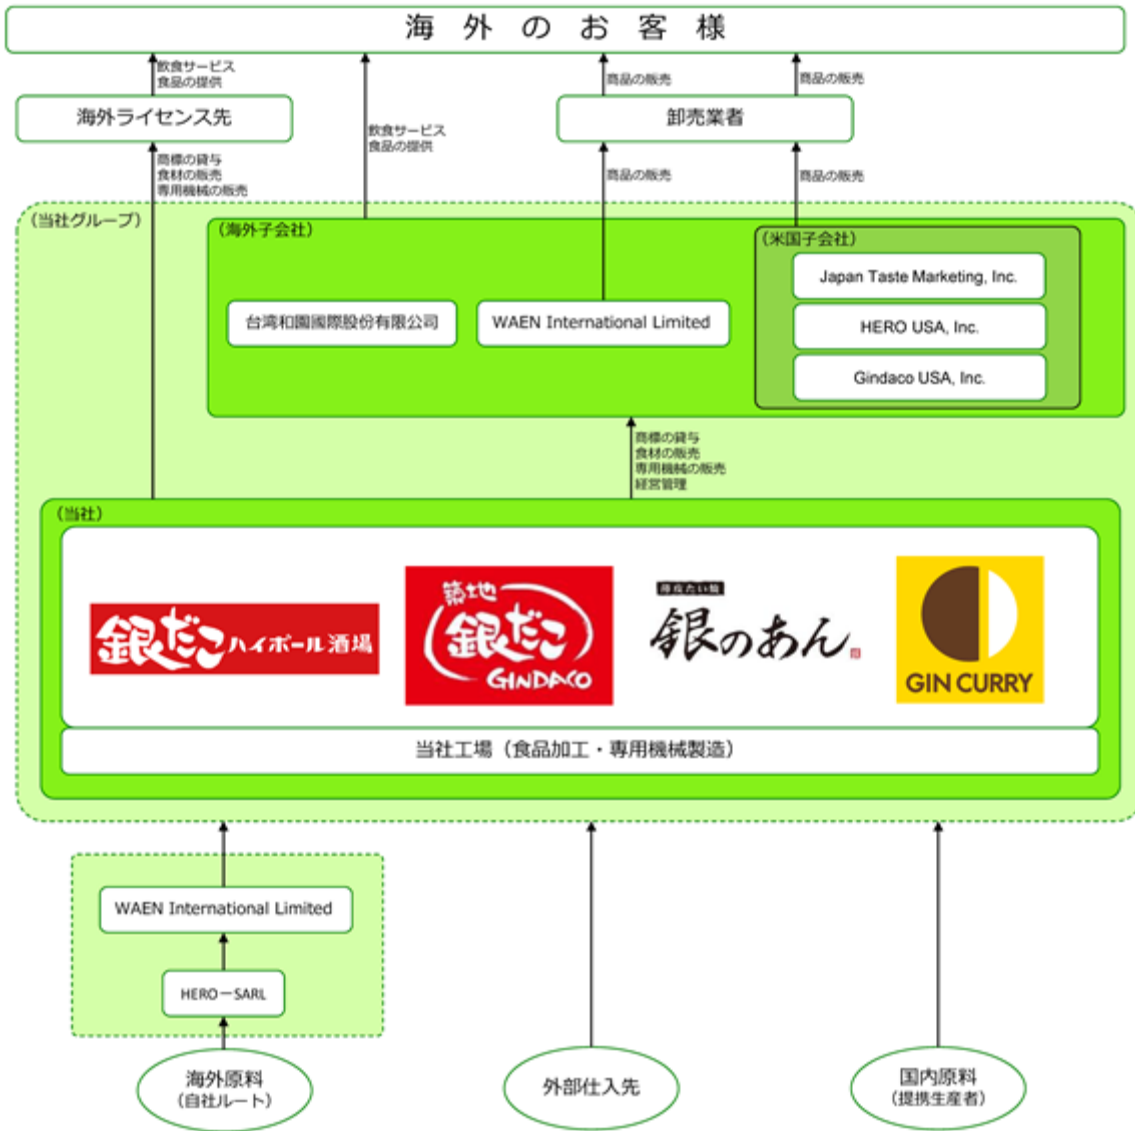 海外のお客様
飲食サービス
食品の提供
商品の販売
商品の販売
海外ライセンス先
卸売業者
飲食サービス
食品の提供
商標の貸与
食材の販売
専用機械の販売
商品の販売
商品の販売
（当社グループ）
（海外子会社）
（米国子会社）
Japan Taste Marketing, Inc.
台湾和園國際股份有限公司
WAEN International Limited
HERO USA, Inc.
Gindaco USA, Inc.
商標の貸与
食材の販売
専用機械の販売
経営管理
（当社）
銀だこハイボール酒場
築地
銀だこ
GINDACO
薄皮たい焼
銀のあん
GIN CURRY
当社工場（食品加工・専用機械製造）
WAEN International Limited
HERO－SARL
海外原料
（自社ルート）
外部仕入先
国内原料
（提携生産者）